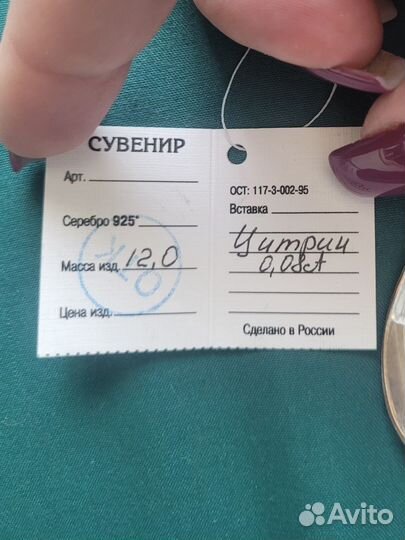 СУВЕНИР
Арт.
Серебро 925°
Масса изд. 12,0
Цена изд.
ОТК
ОСТ: 117-3-002-95
Вставка
Цитрин
0,08ct
Сделано в России
Avito